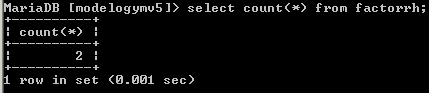 MariaDB [modelogymv5]> select count(*) from factorrh;
+----------+
| count(*) |
+----------+
|        2 |
+----------+
1 row in set (0.001 sec)